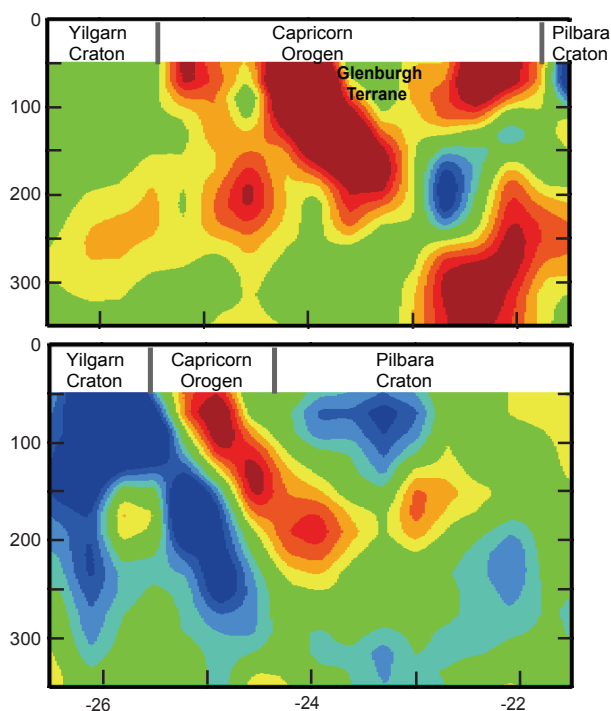 0
Yilgarn
Craton
Capricorn
Orogen
Pilbara
Craton
Glenburgh
Terrane
100
200
300
0
Yilgarn
Craton
Capricorn
Orogen
Pilbara
Craton
100
200
300
-26
-24
-22